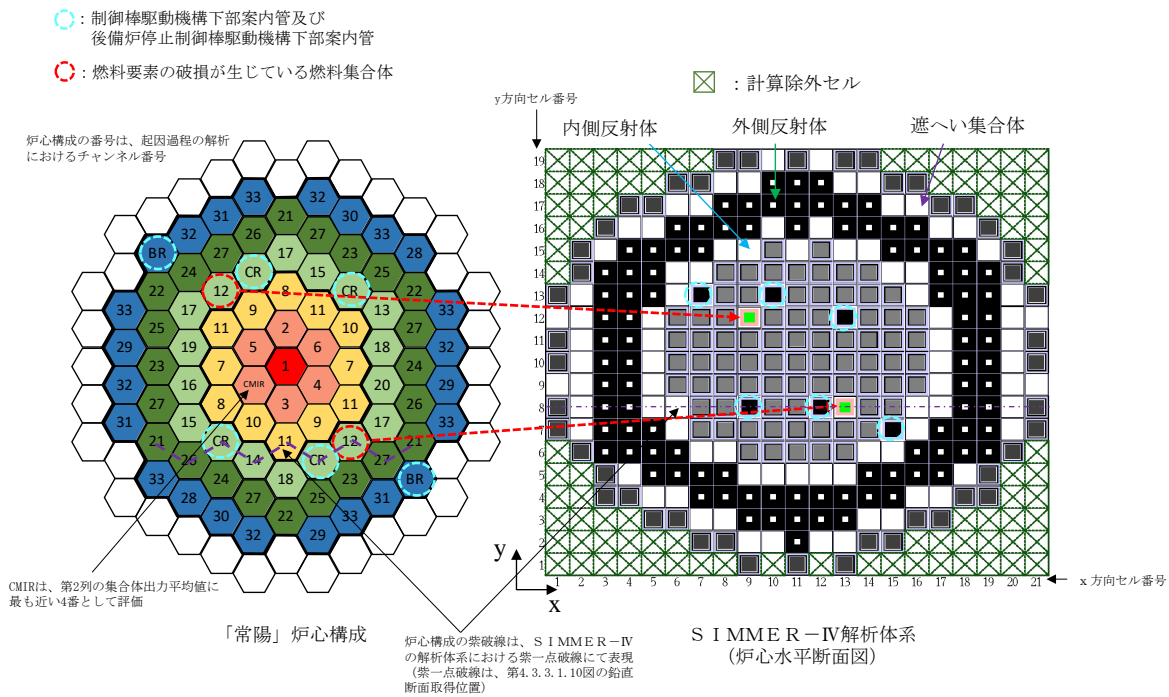 ：制御棒駆動機構下部案内管及び
後備炉停止制御棒駆動機構下部案内管
：燃料要素の破損が生じている燃料集合体
炉心構成の番号は、起因過程の解析
におけるチャンネル番号
33 32
31 21 30
32 26 27 33
BR 27 17 23 28
24 CR 15 25
22 12 8 CR 22
33 17 9 11 13 33
25 11 2 10 27
29 19 5 6 18 32
23 7 1 7 23
32 16 CMIR 4 20 29
26 8 3 11 26
33 15 10 9 17 33
21 CR 11 12 21
26 14 CR 27
33 24 18 23 BR
28 27 25 31
30 22 33
32 29
CMIRは、第2列の集合体出力平均値に
最も近い4番として評価
「常陽」炉心構成
炉心構成の紫破線は、ＳＩＭＭＥＲ－Ⅳ
の解析体系における紫一点破線にて表現
（紫一点破線は、第4.3.3.1.10図の鉛直
断面取得位置）
：計算除外セル
y方向セル番号
内側反射体
外側反射体
遮へい集合体
19
18
17
16
15
14
13
12
11
10
9
8
7
6
5
4
3
2
1
1 2 3 4 5 6 7 8 9 10 11 12 13 14 15 16 17 18 19 20 21
x 方向セル番号
y
x
ＳＩＭＭＥＲ－Ⅳ解析体系
（炉心水平断面図）